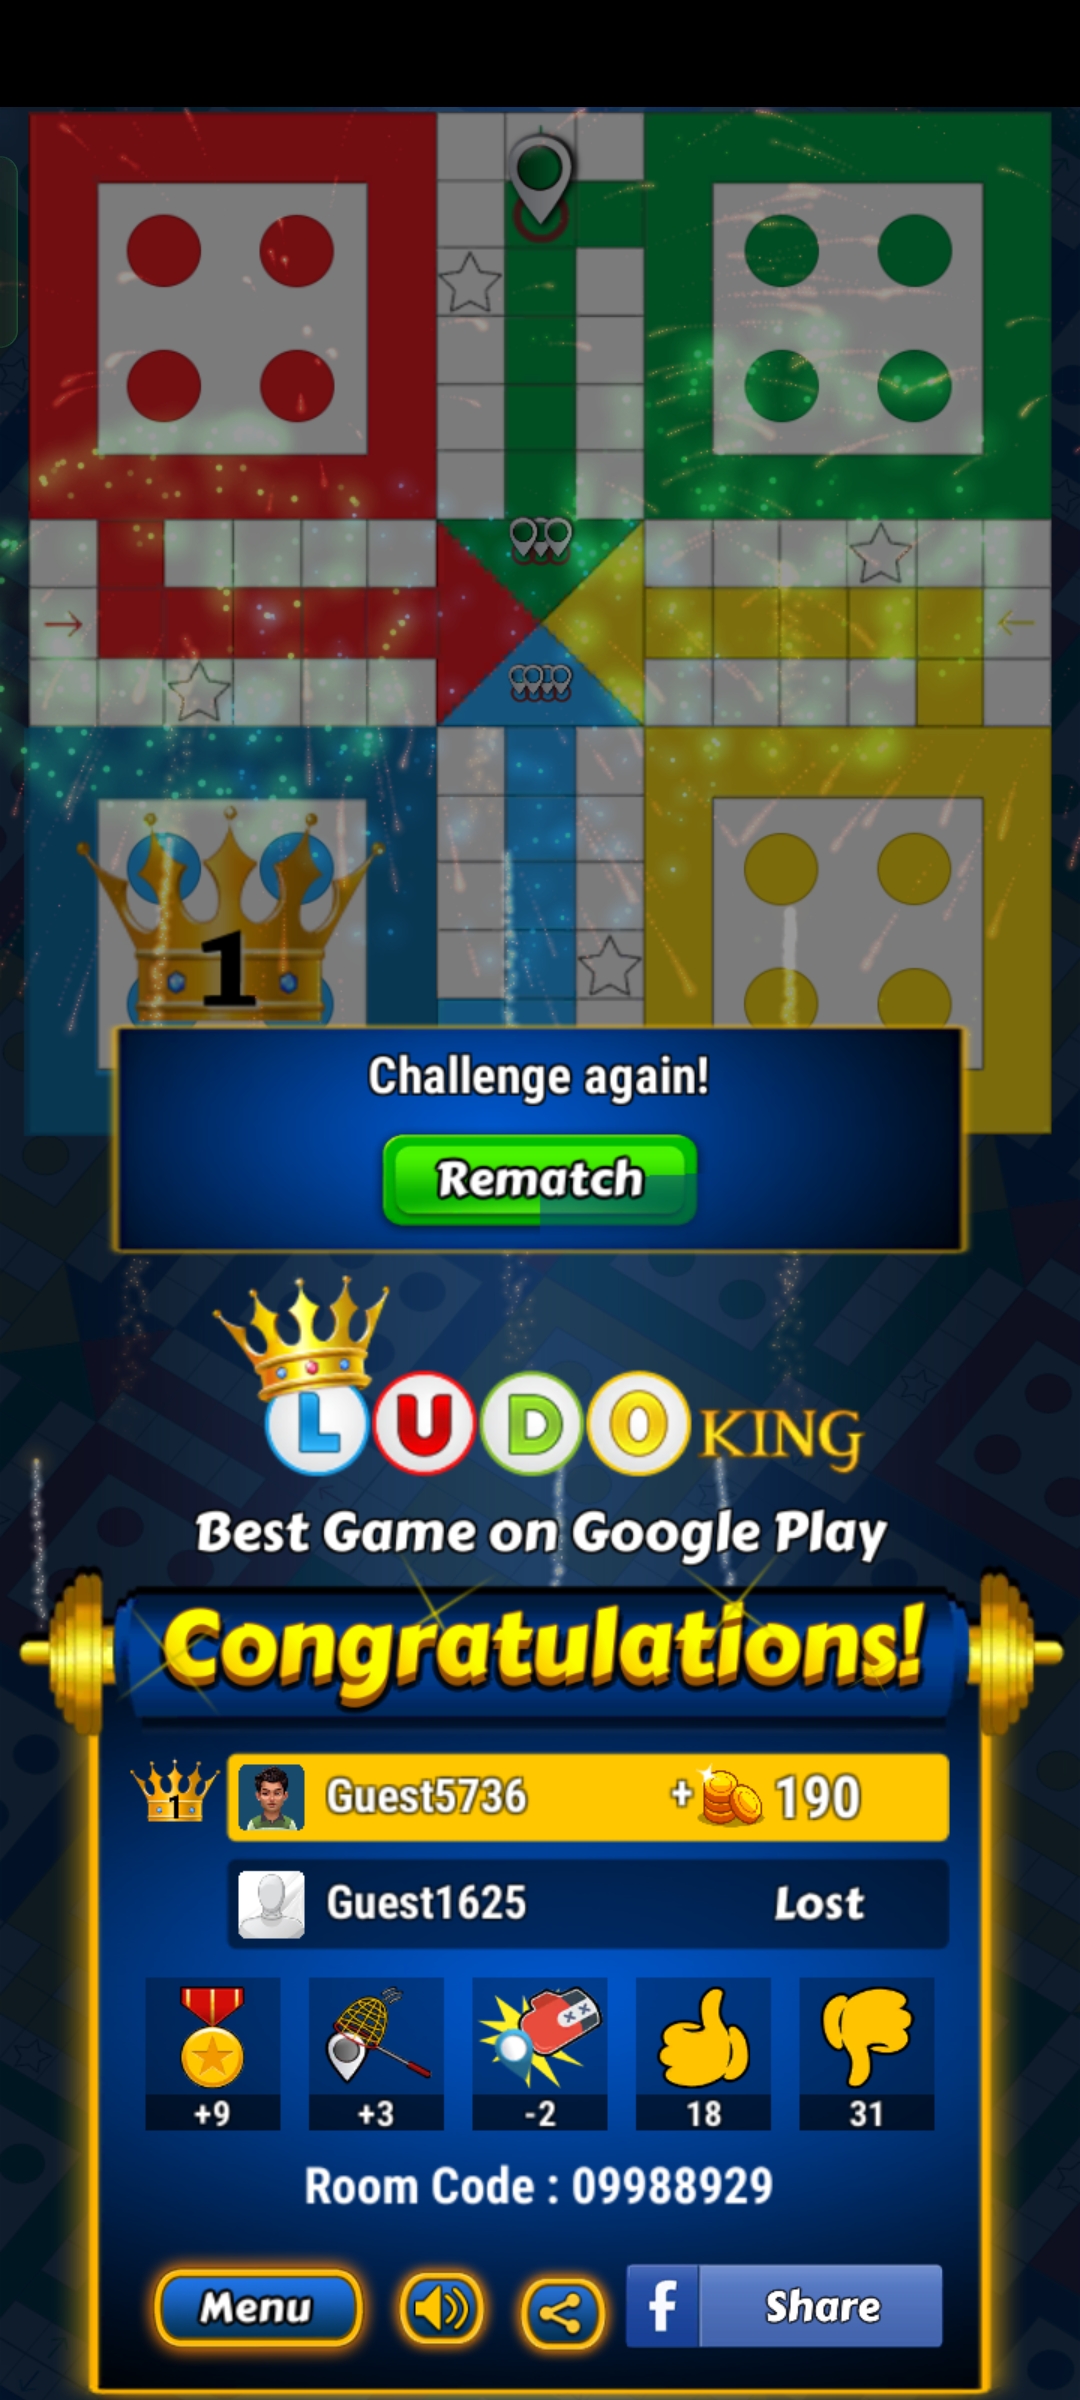 1
Challenge again!
Rematch
LUDO KING
Best Game on Google Play
Congratulations!
1 Guest5736 + 190
Guest1625 Lost
+9 +3 -2 18 31
Room Code : 09988929
Menu f Share